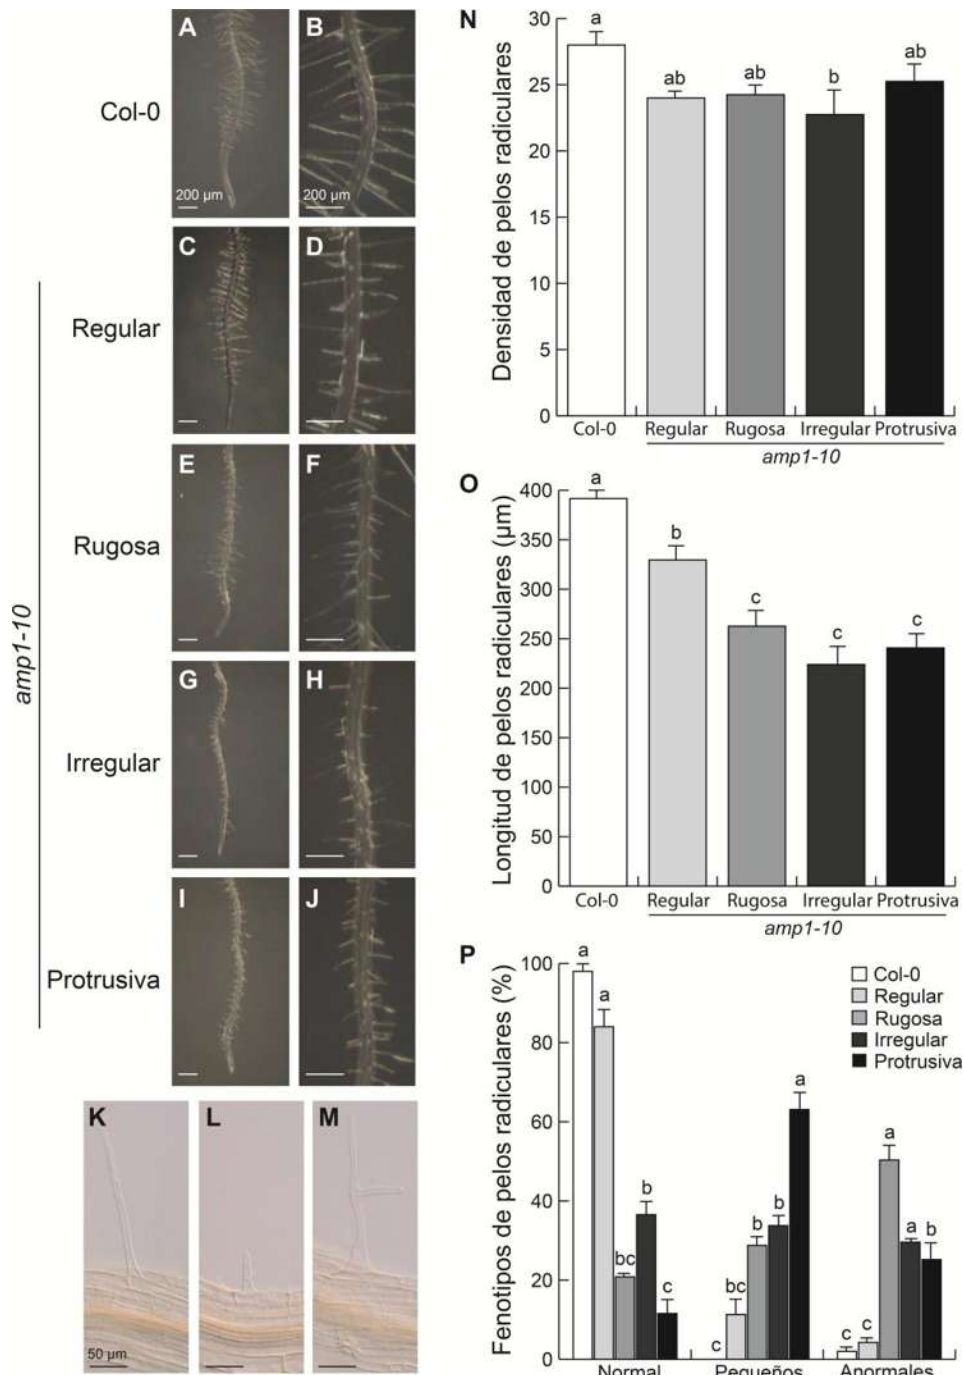 A
B
Col-0
200 µm
200 µm
C
D
Regular
E
F
Rugosa
amp1-10
G
H
Irregular
I
J
Protrusiva
K
L
M
50 µm
N
Densidad de pelos radiculares
30
25
20
15
10
5
0
a
ab
ab
b
ab
Col-0 Regular Rugosa Irregular Protrusiva
amp1-10
O
Longitud de pelos radiculares (µm)
400
350
300
250
200
150
100
50
0
a
b
c
c
c
Col-0 Regular Rugosa Irregular Protrusiva
amp1-10
P
Fenotipos de pelos radiculares (%)
100
80
60
40
20
0
a
a
bc
b
c
c
bc
b
b
a
c
c
a
a
b
Col-0
Regular
Rugosa
Irregular
Protrusiva
Normal Pequeños Anormales